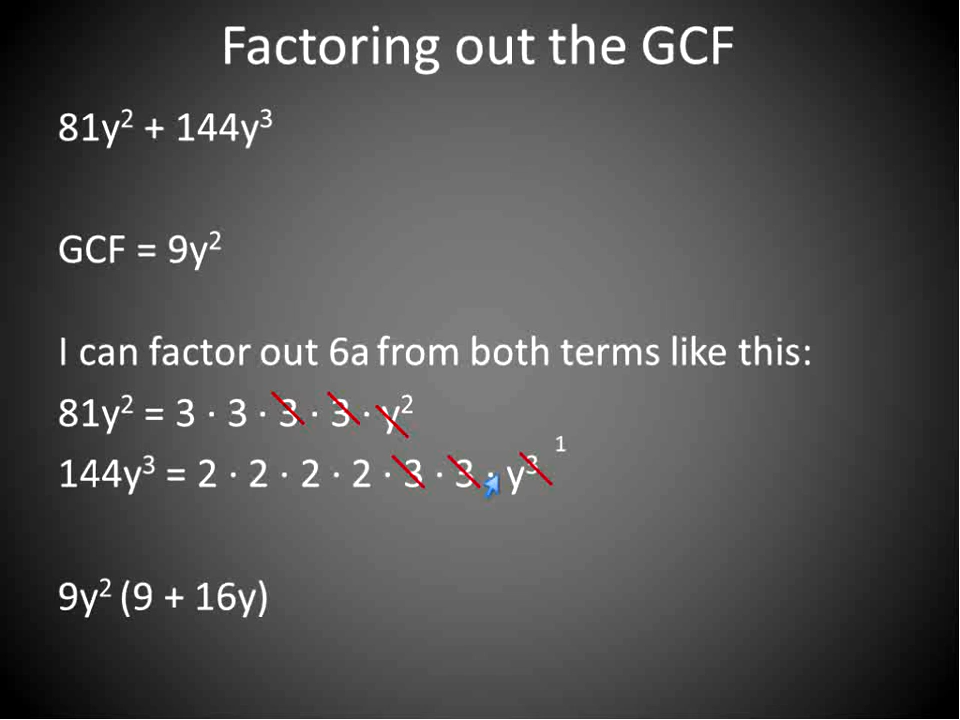 Factoring out the GCF
81y² + 144y³
GCF = 9y²
I can factor out 6a from both terms like this:
81y² = 3 · 3 · 3 · 3 · y²
1
144y³ = 2 · 2 · 2 · 2 · 3 · 3 · y³
9y² (9 + 16y)